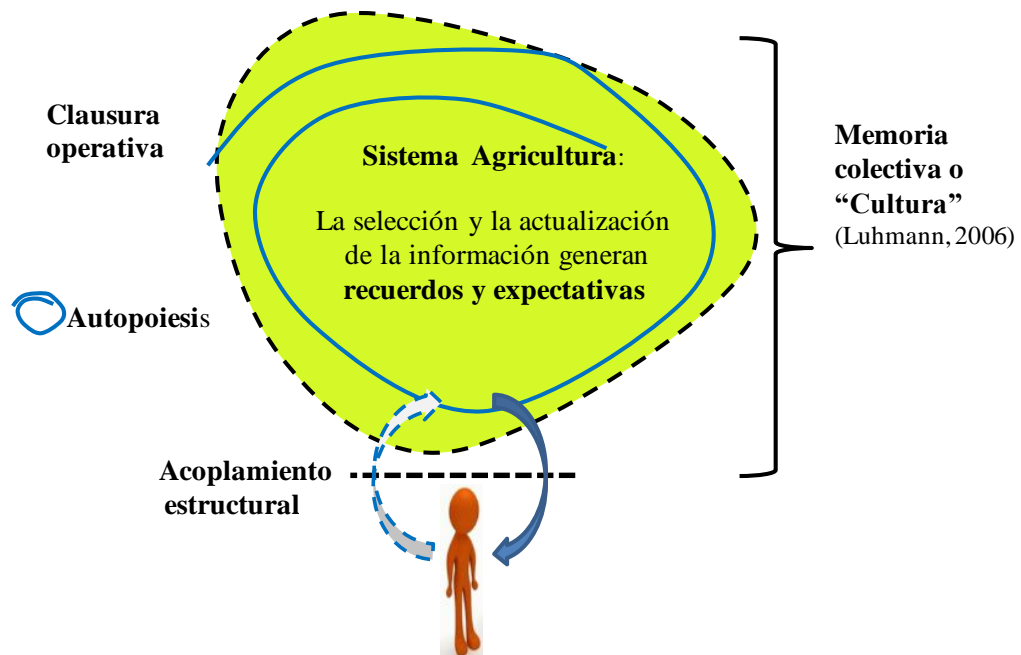 Clausura
operativa
Sistema Agricultura:
La selección y la actualización
de la información generan
recuerdos y expectativas
Memoria
colectiva o
“Cultura”
(Luhmann, 2006)
Autopoiesis
Acoplamiento
estructural